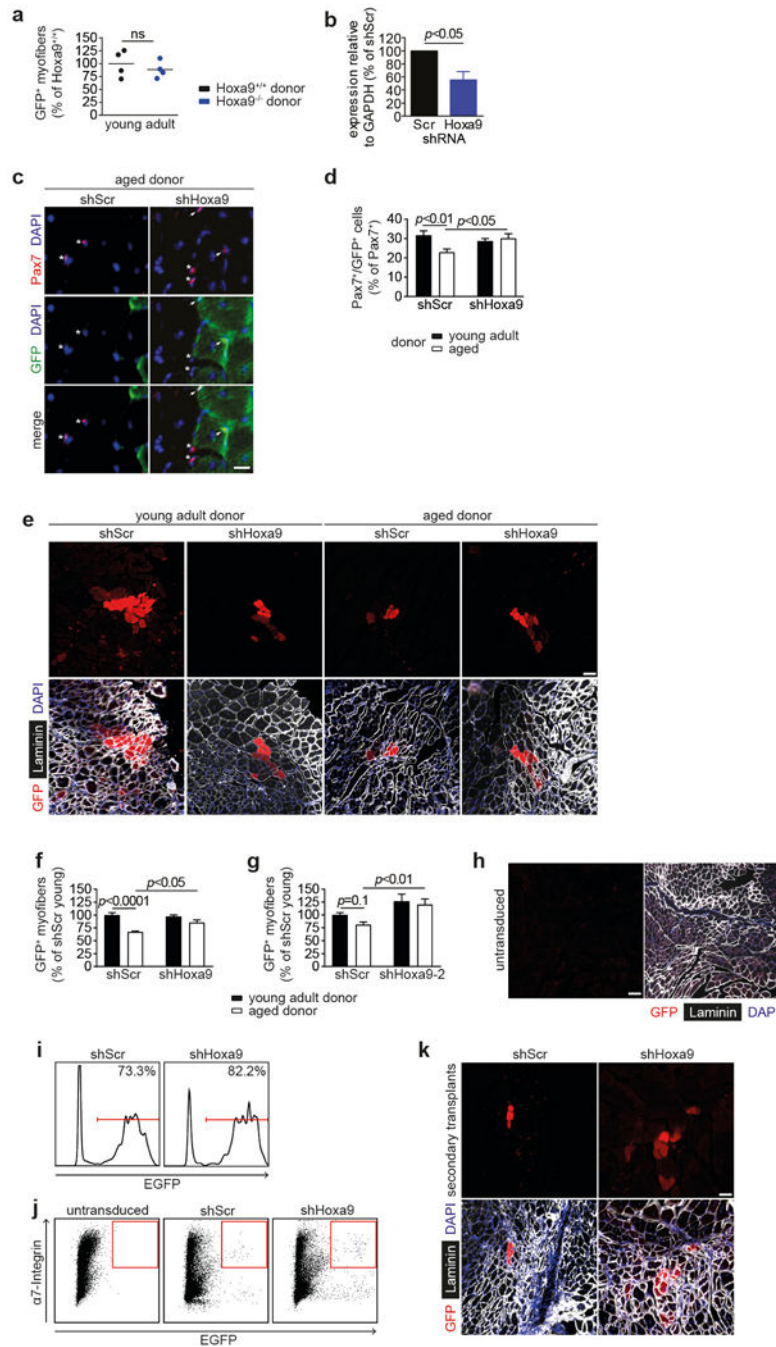 a
ns
GFP⁺ myofibers
(% of Hoxa9⁺/⁺)
125
100
75
50
25
0
young adult
Hoxa9⁺/⁺ donor
Hoxa9⁻/⁻ donor
b
p<0.05
expression relative
to GAPDH (% of shScr)
100
80
60
40
20
0
Scr Hoxa9
shRNA
c
aged donor
shScr shHoxa9
Pax7 DAPI
GFP DAPI
merge
d
p<0.01 p<0.05
Pax7⁺/GFP⁺ cells
(% of Pax7⁺)
40
30
20
10
0
shScr shHoxa9
donor
young adult
aged
e
young adult donor aged donor
shScr shHoxa9 shScr shHoxa9
GFP Laminin DAPI
f
p<0.05
p<0.0001
GFP⁺ myofibers
(% of shScr young)
125
100
75
50
25
0
shScr shHoxa9
g
p<0.01
p=0.1
GFP⁺ myofibers
(% of shScr young)
125
100
75
50
25
0
shScr shHoxa9-2
young adult donor
aged donor
h
untransduced
GFP Laminin DAP
i
shScr shHoxa9
73.3% 82.2%
EGFP
j
untransduced shScr shHoxa9
α7-Integrin
EGFP
k
shScr shHoxa9
secondary transplants
GFP Laminin DAPI